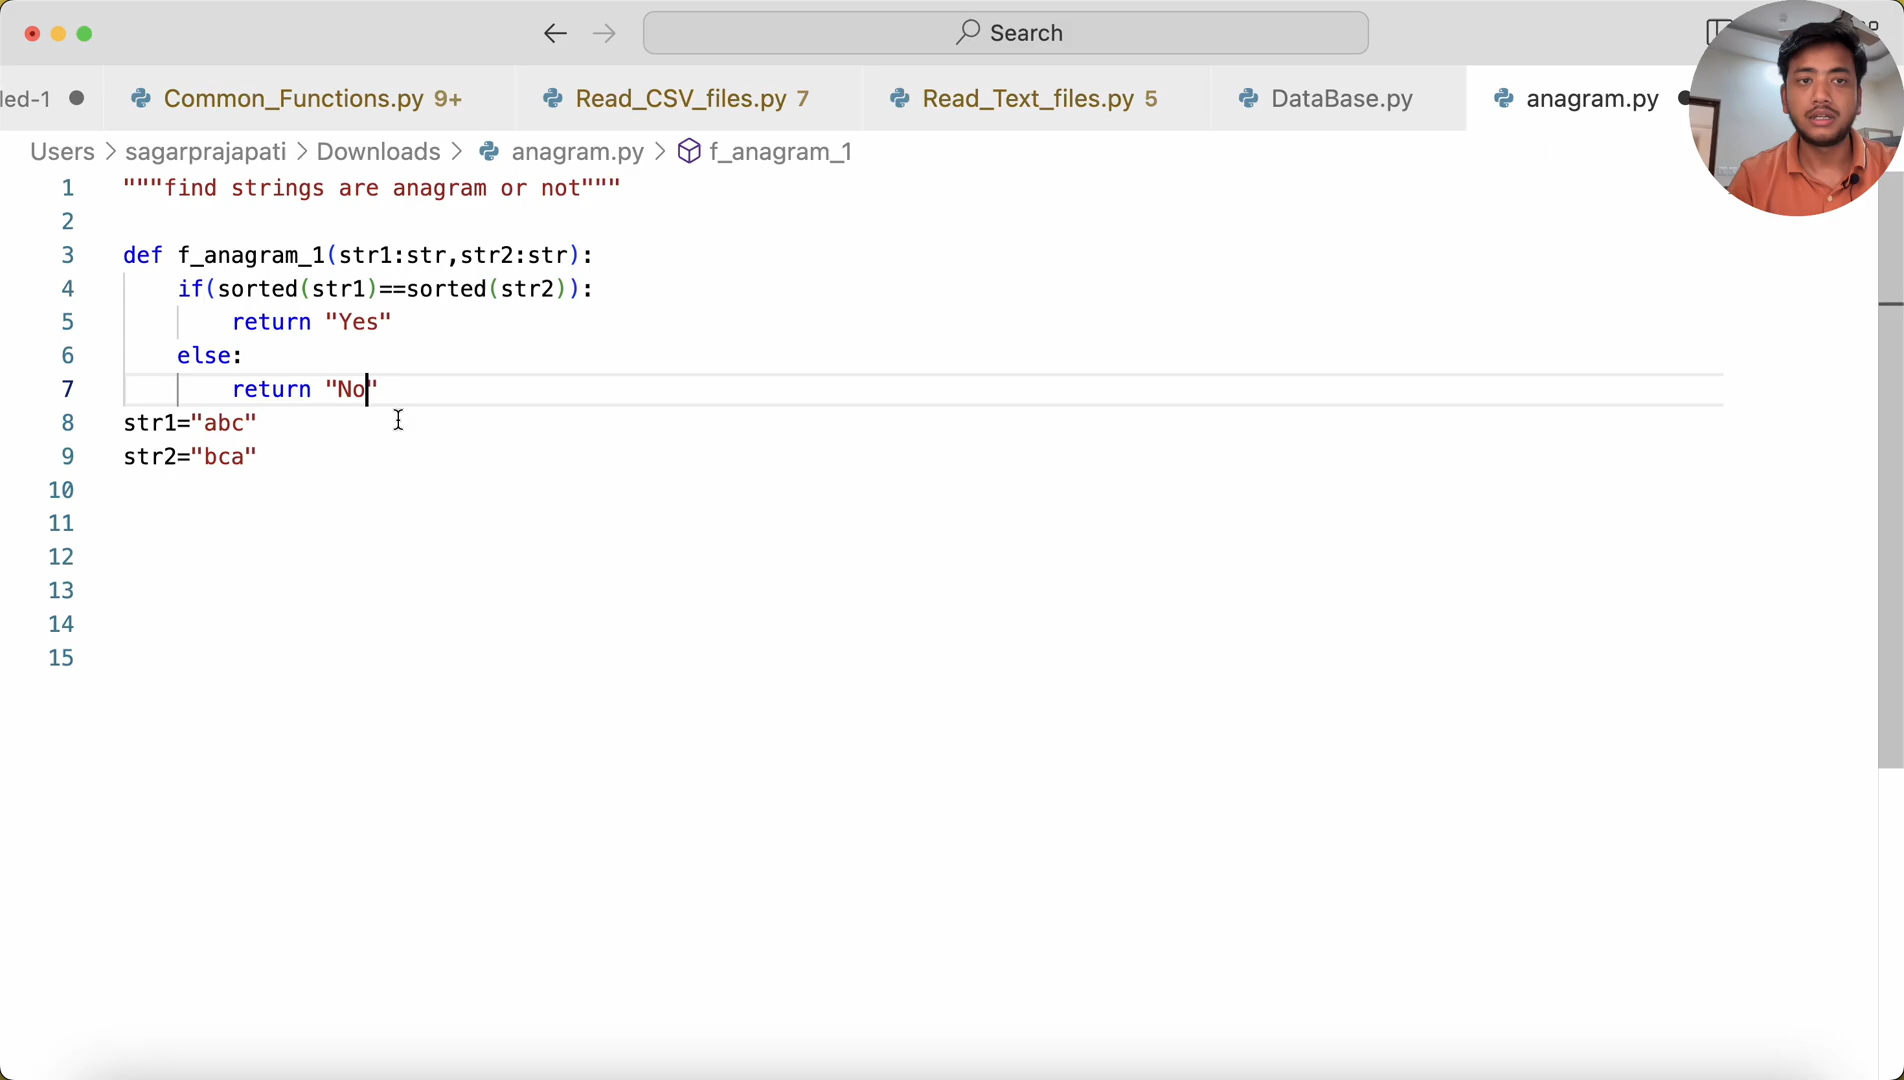 Search
led-1
Common_Functions.py 9+
Read_CSV_files.py 7
Read_Text_files.py 5
DataBase.py
anagram.py
Users > sagarprajapati > Downloads > anagram.py > f_anagram_1
1 """find strings are anagram or not"""
2
3 def f_anagram_1(str1:str,str2:str):
4 if(sorted(str1)==sorted(str2)):
5 return "Yes"
6 else:
7 return "No"
8 str1="abc"
9 str2="bca"
10
11
12
13
14
15